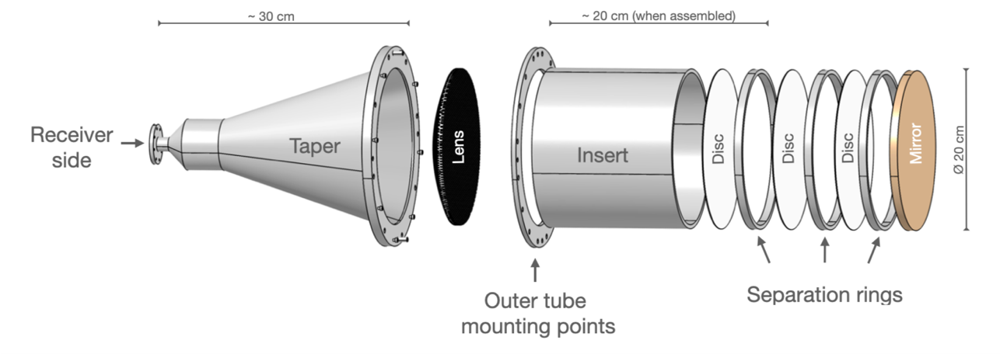 ~ 30 cm
~ 20 cm (when assembled)
Receiver
side
Taper
Lens
Insert
Disc
Disc
Disc
Mirror
Ø 20 cm
Outer tube
mounting points
Separation rings